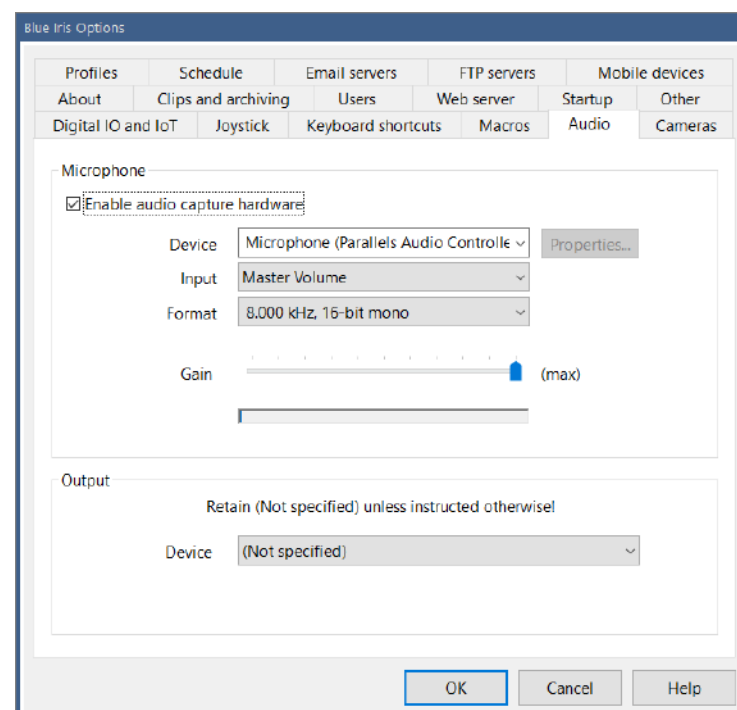 Blue Iris Options
Profiles Schedule Email servers FTP servers Mobile devices
About Clips and archiving Users Web server Startup Other
Digital IO and IoT Joystick Keyboard shortcuts Macros Audio Cameras
Microphone
Enable audio capture hardware
Device Microphone (Parallels Audio Controlle Properties...
Input Master Volume
Format 8.000 kHz, 16-bit mono
Gain (max)
Output
Retain (Not specified) unless instructed otherwise!
Device (Not specified)
OK Cancel Help